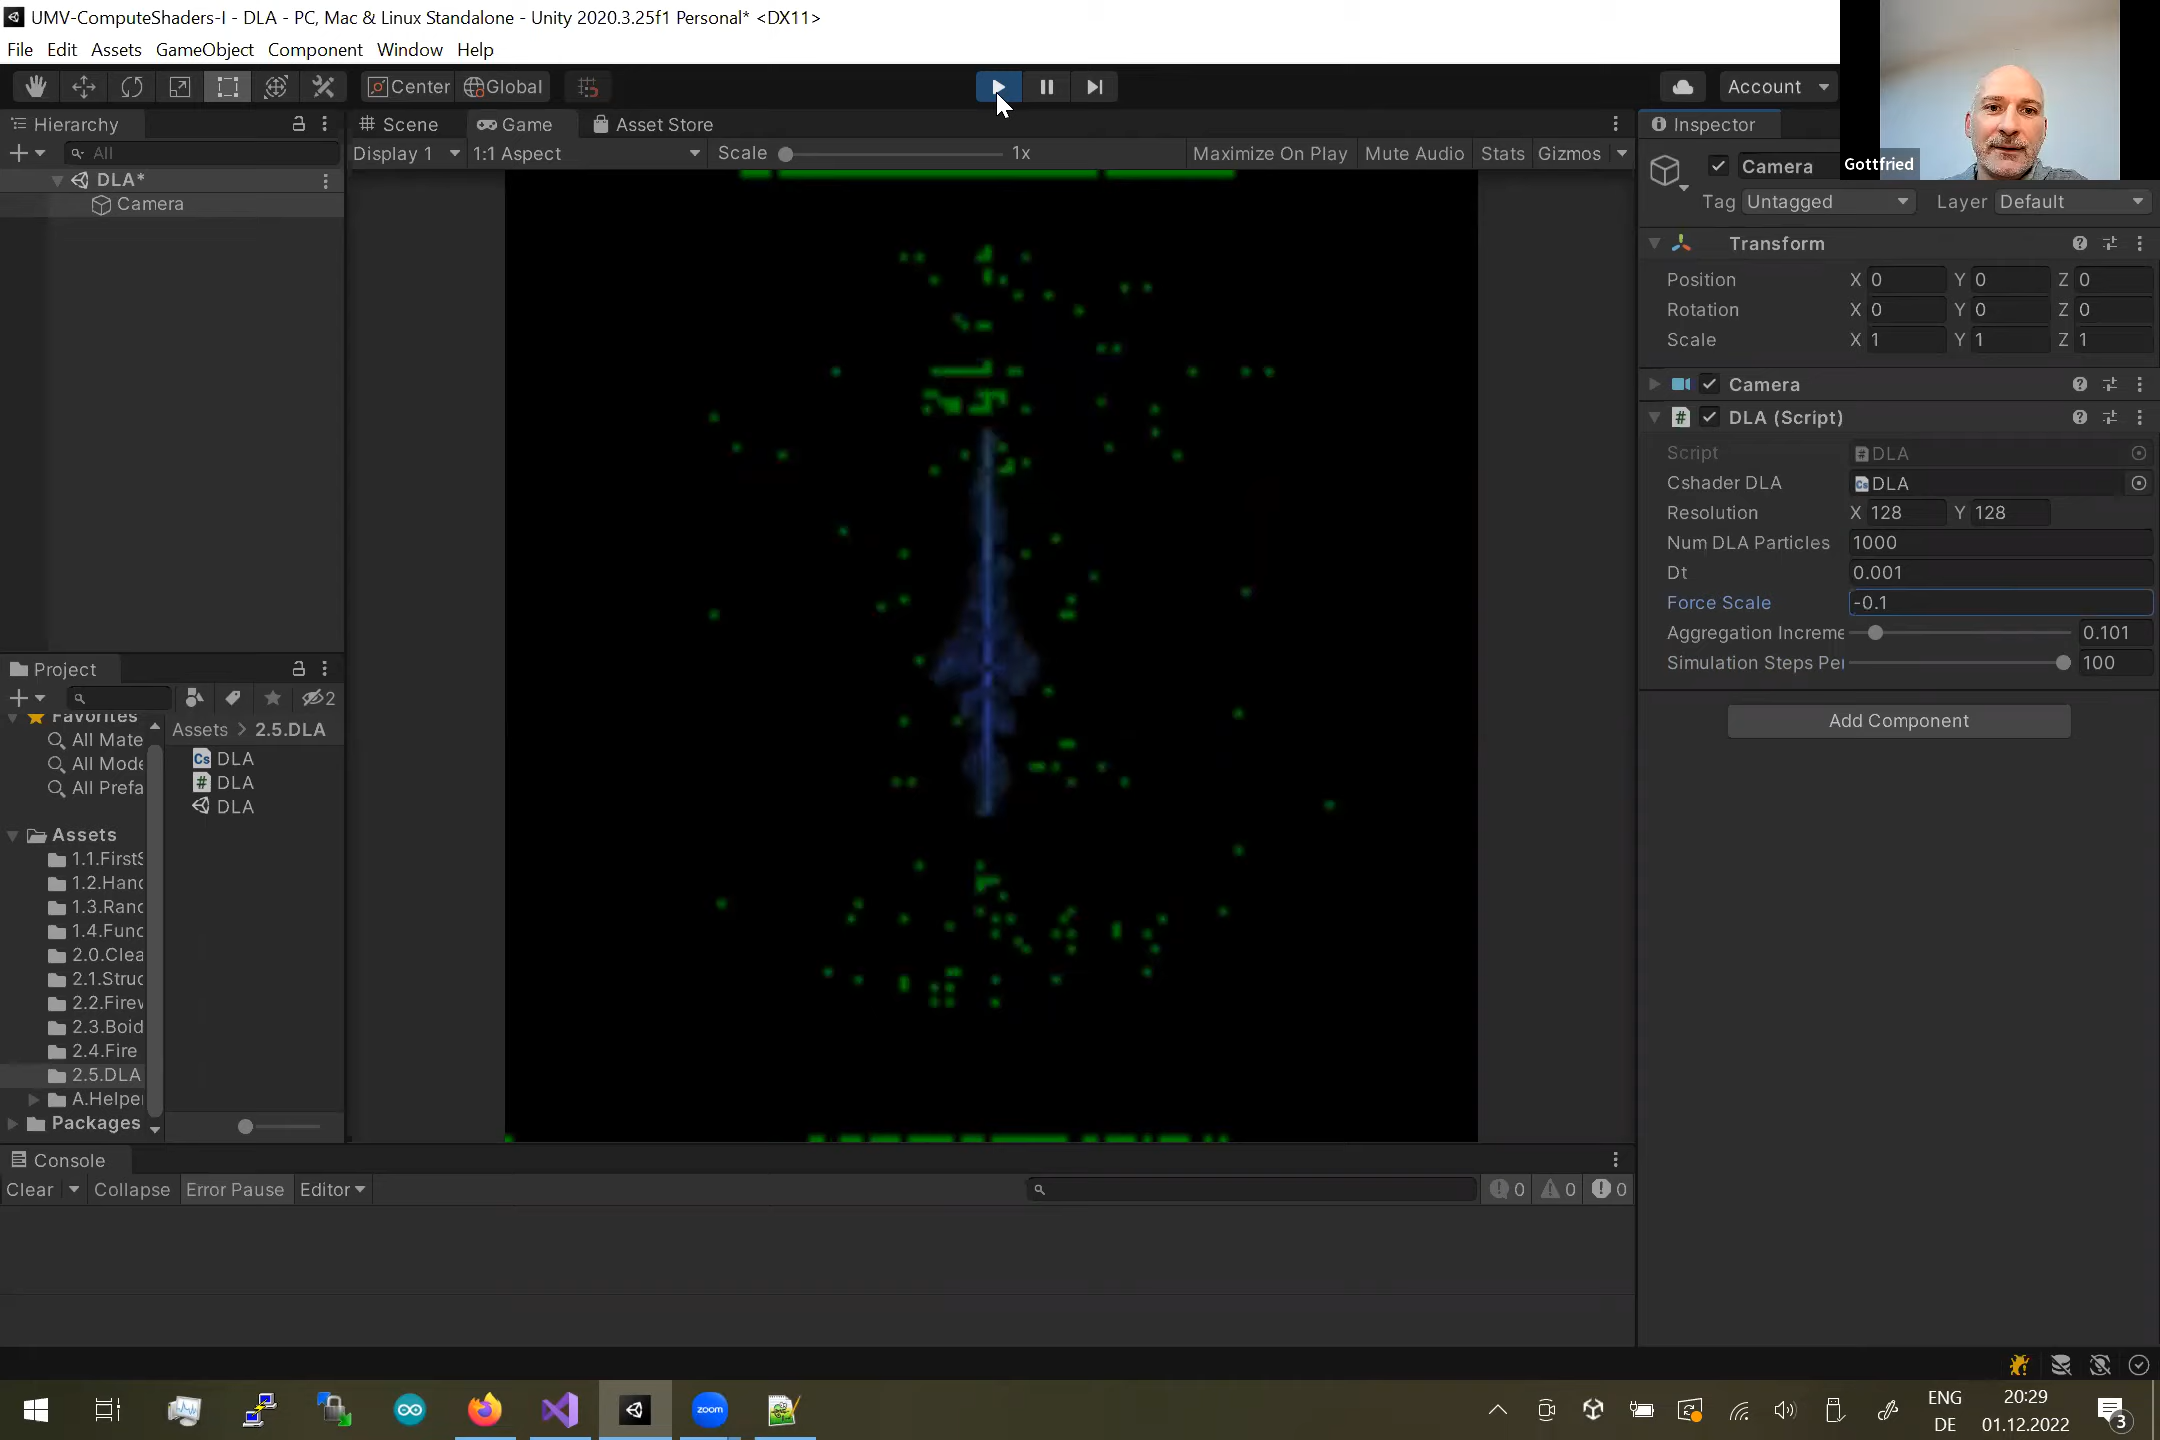 UMV-ComputeShaders-I - DLA - PC, Mac & Linux Standalone - Unity 2020.3.25f1 Personal* <DX11>
File Edit Assets GameObject Component Window Help
Center Global
Account
Hierarchy
All
DLA*
Camera
Scene Game Asset Store
Display 1 1:1 Aspect Scale 1x Maximize On Play Mute Audio Stats Gizmos
Gottfried
Inspector
Camera
Tag Untagged Layer Default
Transform
Position X 0 Y 0 Z 0
Rotation X 0 Y 0 Z 0
Scale X 1 Y 1 Z 1
Camera
DLA (Script)
Script # DLA
Cshader DLA Cs DLA
Resolution X 128 Y 128
Num DLA Particles 1000
Dt 0.001
Force Scale -0.1
Aggregation Increme 0.101
Simulation Steps Per 100
Add Component
Project
2
Favorites
All Mate
All Mode
All Prefa
Assets
1.1.FirstS
1.2.Hand
1.3.Rand
1.4.Func
2.0.Clea
2.1.Struc
2.2.Firew
2.3.Boid
2.4.Fire
2.5.DLA
A.Helper
Packages
Assets > 2.5.DLA
Cs DLA
# DLA
DLA
Console
Clear Collapse Error Pause Editor
0 0 0
zoom
ENG
DE
20:29
01.12.2022
3